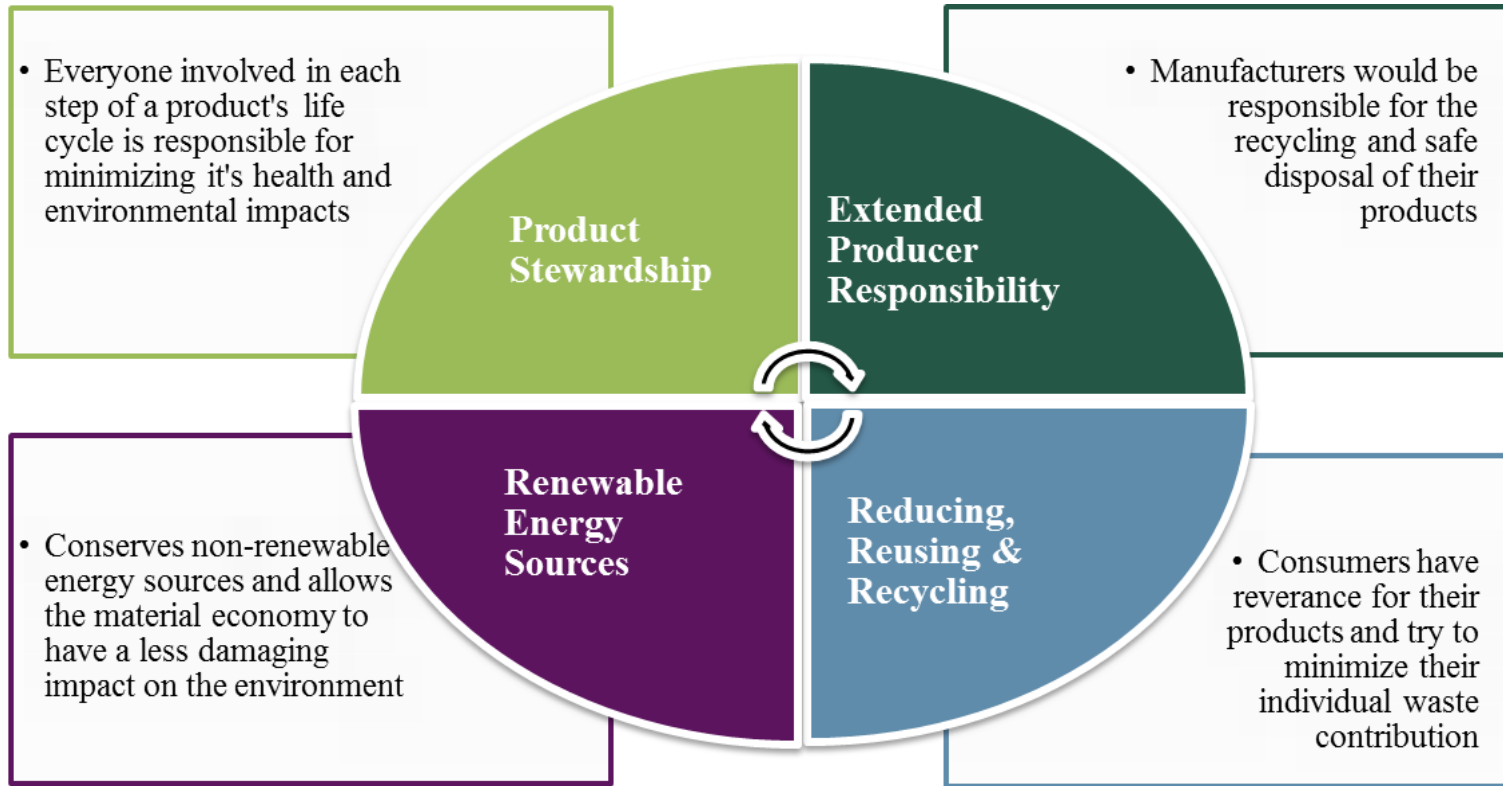 • Everyone involved in each
step of a product's life
cycle is responsible for
minimizing it's health and
environmental impacts
Product
Stewardship
Extended
Producer
Responsibility
• Manufacturers would be
responsible for the
recycling and safe
disposal of their
products
• Conserves non-renewable
energy sources and allows
the material economy to
have a less damaging
impact on the environment
Renewable
Energy
Sources
Reducing,
Reusing &
Recycling
• Consumers have
reverance for their
products and try to
minimize their
individual waste
contribution